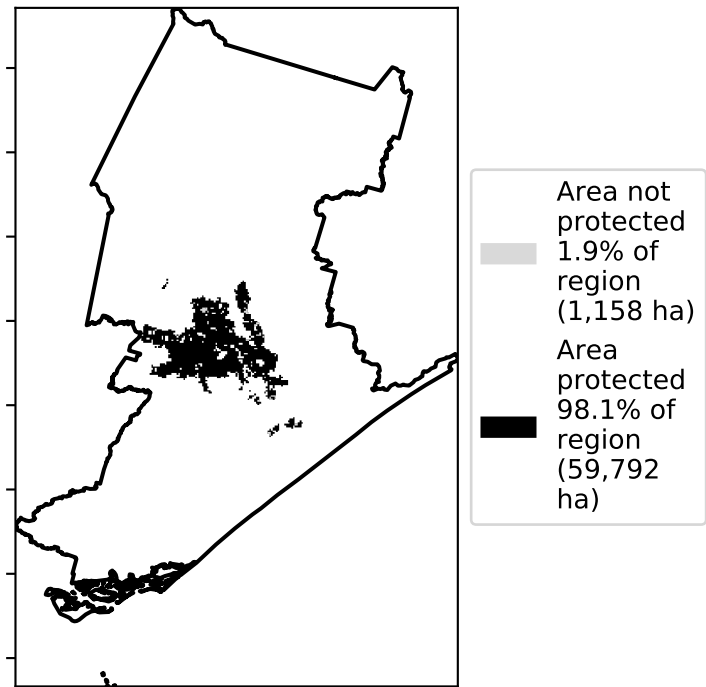 Area not
protected
1.9% of
region
(1,158 ha)
Area
protected
98.1% of
region
(59,792
ha)